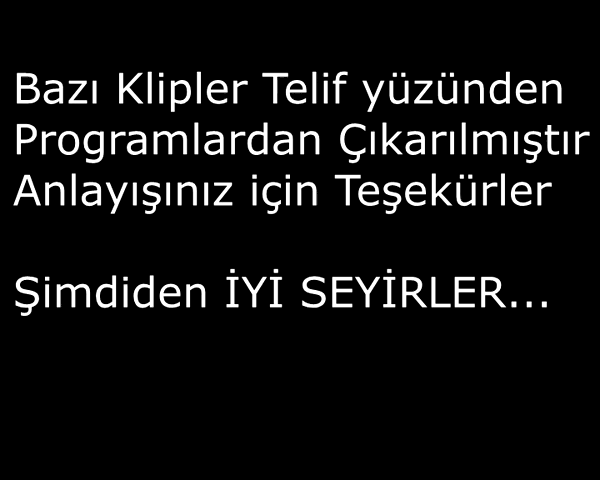 Bazı Klipler Telif yüzünden
Programlardan Çıkarılmıştır
Anlayışınız için Teşekürler
Şimdiden İYİ SEYİRLER...